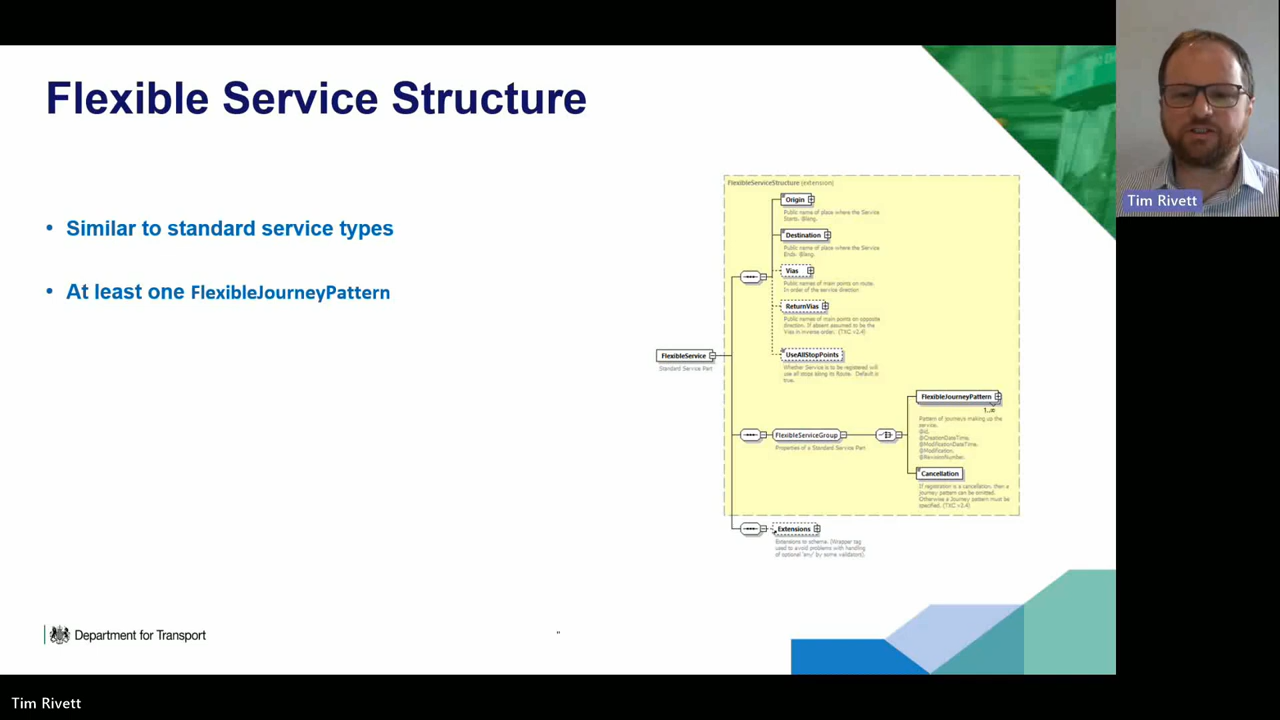 Flexible Service Structure
• Similar to standard service types
• At least one FlexibleJourneyPattern
FlexibleServiceStructure (extension)
Origin
Public name of place where the Service
Starts. @lang.
Destination
Public name of place where the Service
Ends. @lang.
Vias
Public names of main points on route.
In order of the service direction
ReturnVias
Public names of main points on opposite
direction. If absent assumed to be the
Vias in inverse order. (TXC +2.4)
UseAllStopPoints
Whether Service is to be registered will
use all stops along its Route. Default is
true.
FlexibleService
Standard Service Part
FlexibleServiceGroup
Properties of a Standard Service Part
FlexibleJourneyPattern
1..∞
Pattern of journeys making up the
service.
@id,
@CreationDateTime,
@ModificationDateTime,
@Modification,
@RevisionNumber.
Cancellation
If registration is a cancellation, then a
journey pattern can be omitted.
Otherwise a Journey pattern must be
specified. (TXC +2.4)
Extensions
Extensions to schema. (Wrapper tag
used to avoid problems with handling
of optional 'any' by some validators).
Department for Transport
"
Tim Rivett
Tim Rivett